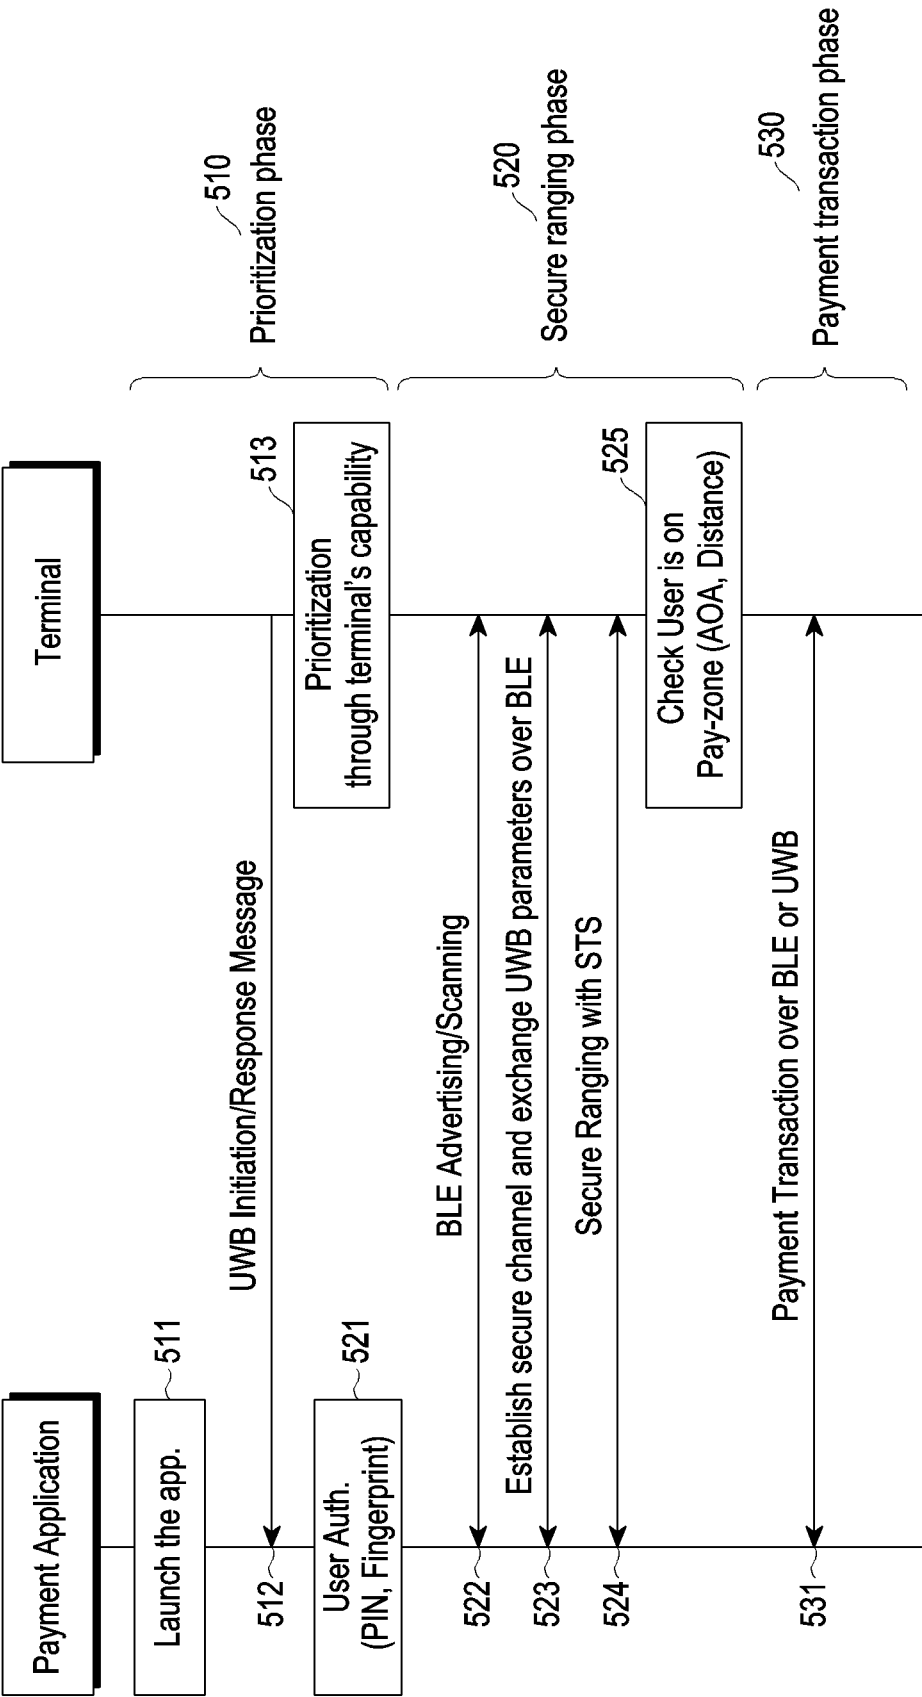 Payment Application
Terminal
Launch the app.
511
UWB Initiation/Response Message
512
513
Prioritization
through terminal's capability
510
Prioritization phase
User Auth.
(PIN, Fingerprint)
521
BLE Advertising/Scanning
522
Establish secure channel and exchange UWB parameters over BLE
523
Secure Ranging with STS
524
525
Check User is on
Pay-zone (AOA, Distance)
520
Secure ranging phase
Payment Transaction over BLE or UWB
531
530
Payment transaction phase